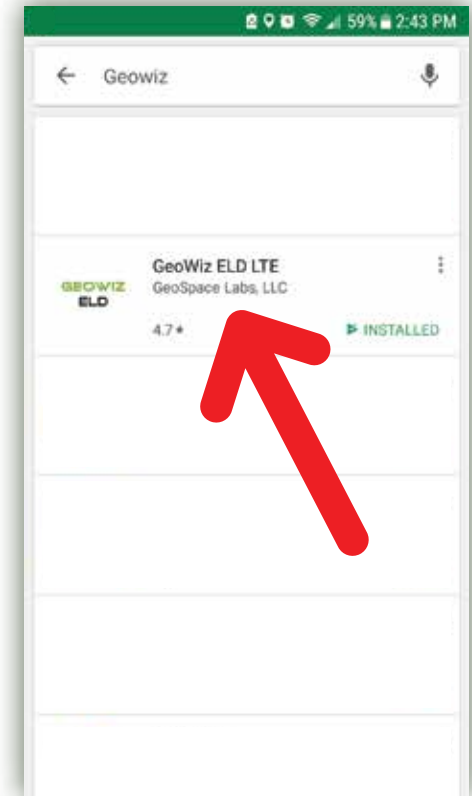 59% 2:43 PM
Geowiz
GeoWiz ELD LTE
GEOWIZ
ELD
GeoSpace Labs, LLC
4.7
INSTALLED